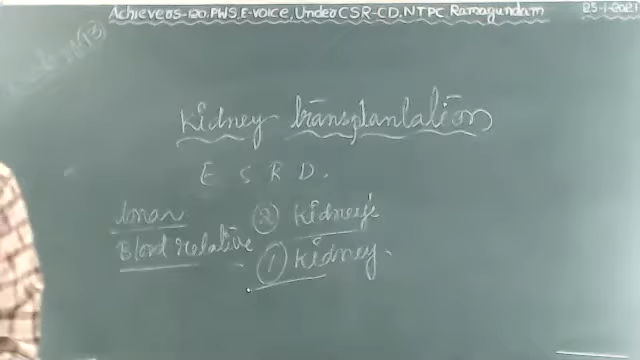 Achievers-120, PWS, E-VOICE, Under CSR-CD, NTPC, Ramagundam 25-1-2021
Kidney transplantation
E S R D.
② Kidneys
Blood relative ① Kidney.